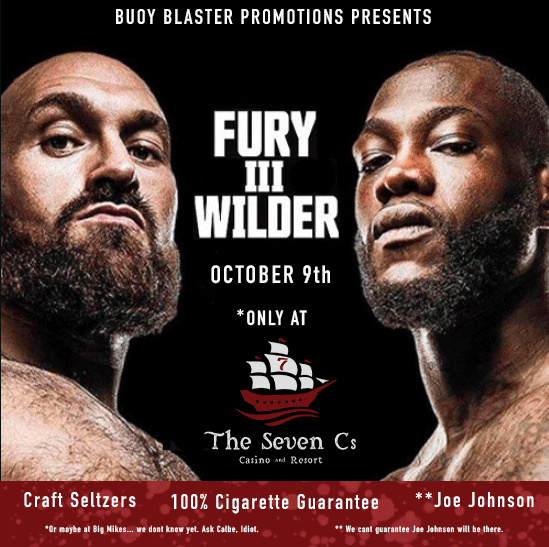 BUOY BLASTER PROMOTIONS PRESENTS
FURY
III
WILDER
OCTOBER 9th
*ONLY AT
7
The Seven Cs
Casino and Resort
Craft Seltzers 100% Cigarette Guarantee **Joe Johnson
*Or maybe at Big Mikes... we dont know yet. Ask Calbe, Idiot. ** We cant guarantee Joe Johnson will be there.